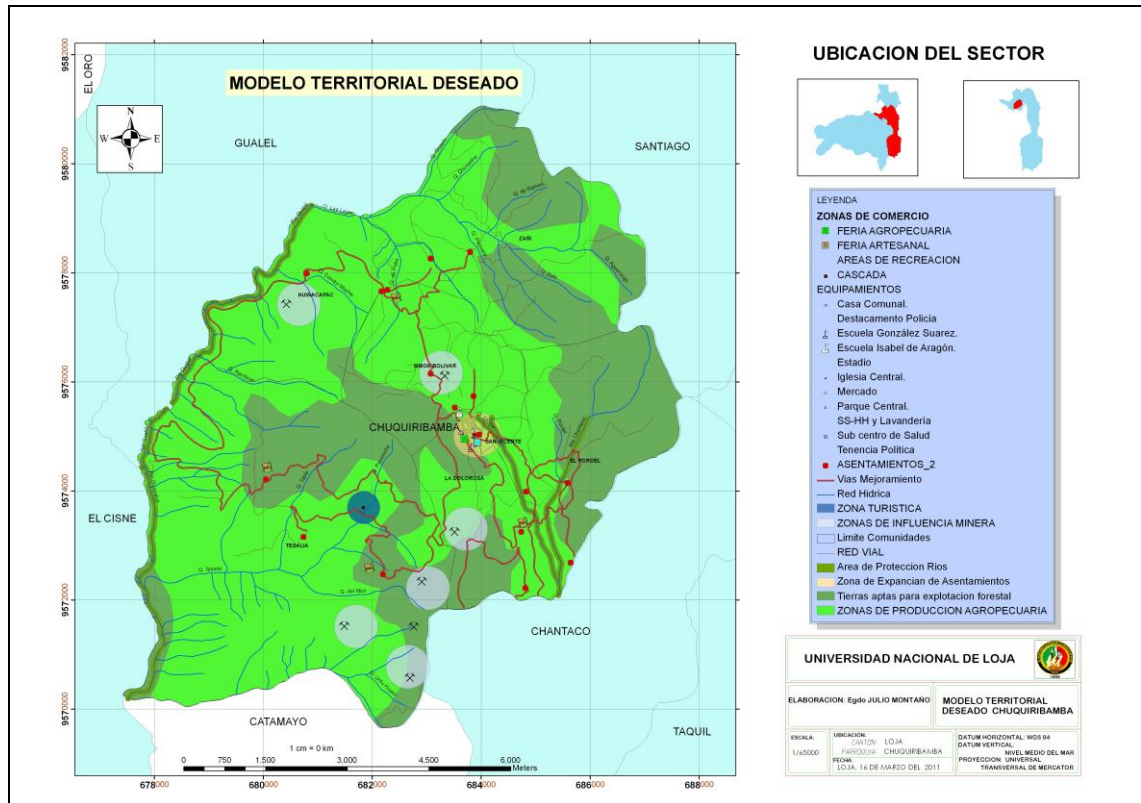 MODELO TERRITORIAL DESEADO
EL ORO
N
W E
S
GUALEL
SANTIAGO
ZAÑI
HUIÑACAPAC
SIMON BOLIVAR
CHUQUIRIBAMBA
SAN VICENTE
EL PORDEL
LA DOLOROSA
TESALIA
EL CISNE
CHANTACO
CATAMAYO
TAQUIL
Q. del Mon
1 cm = 0 km
0 750 1,500 3,000 4,500 6,000
Meters
9582000
9580000
9578000
9576000
9574000
9572000
9570000
678000 680000 682000 684000 686000 688000
UBICACION DEL SECTOR
LEYENDA
ZONAS DE COMERCIO
FERIA AGROPECUARIA
FERIA ARTESANAL
AREAS DE RECREACION
CASCADA
EQUIPAMIENTOS
Casa Comunal.
Destacamento Policía
Escuela González Suarez.
Escuela Isabel de Aragón.
Estadio
Iglesia Central.
Mercado
Parque Central.
SS-HH y Lavandería
Sub centro de Salud
Tenencia Política
ASENTAMIENTOS_2
Vias Mejoramiento
Red Hidrica
ZONA TURISTICA
ZONAS DE INFLUENCIA MINERA
Limite Comunidades
RED VIAL
Area de Proteccion Rios
Zona de Expancian de Asentamientos
Tierras aptas para explotacion forestal
ZONAS DE PRODUCCION AGROPECUARIA
UNIVERSIDAD NACIONAL DE LOJA
ELABORACION: Egdo JULIO MONTAÑO
MODELO TERRITORIAL
DESEADO CHUQUIRIBAMBA
ESCALA:
1/65000
UBICACIÓN:
CANTON LOJA
PARROQUIA CHUQUIRIBAMBA
FECHA:
LOJA, 16 DE MARZO DEL 2011
DATUM HORIZONTAL: WGS 84
DATUM VERTICAL:
NIVEL MEDIO DEL MAR
PROYECCION: UNIVERSAL
TRANSVERSAL DE MERCATOR